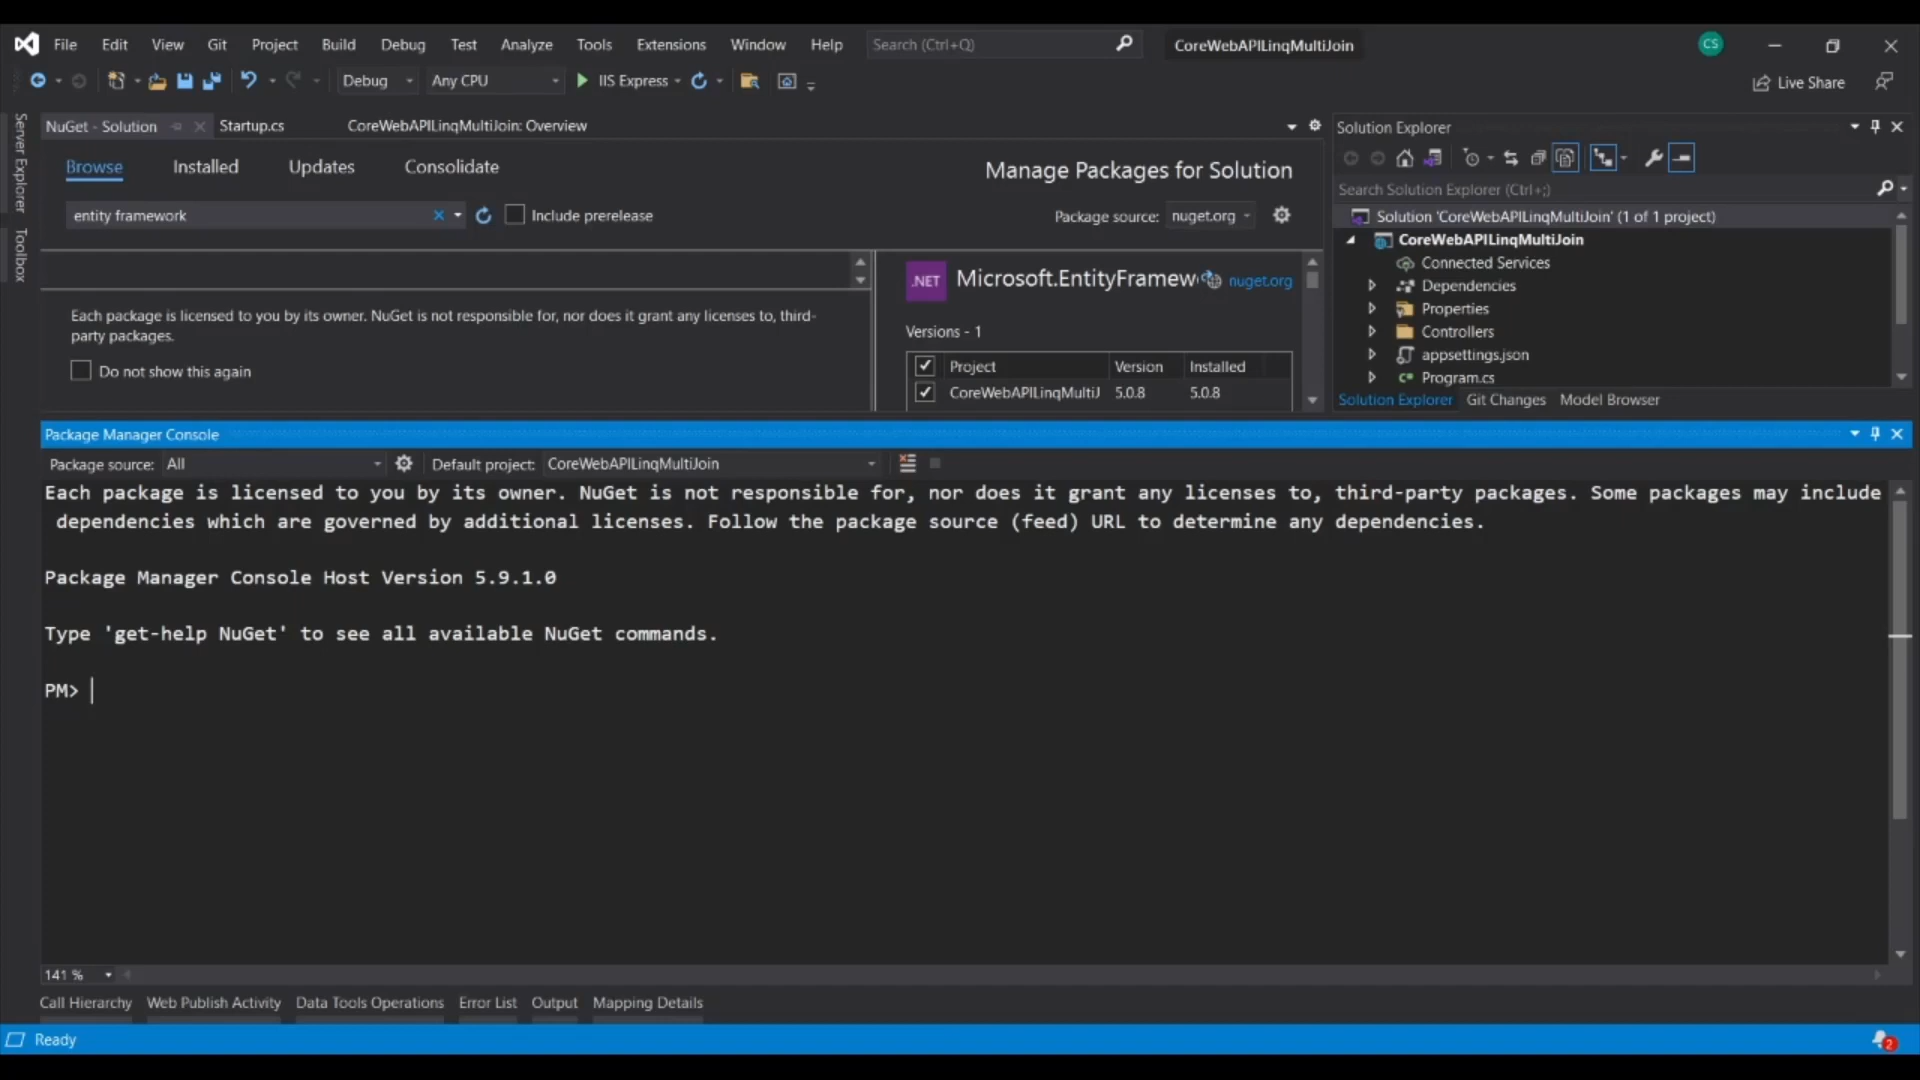 File Edit View Git Project Build Debug Test Analyze Tools Extensions Window Help Search (Ctrl+Q) CoreWebAPILinqMultiJoin CS
Debug Any CPU IIS Express Live Share
Server Explorer
Toolbox
NuGet - Solution Startup.cs CoreWebAPILinqMultiJoin: Overview
Browse Installed Updates Consolidate
Manage Packages for Solution
entity framework Include prerelease
Package source: nuget.org
Each package is licensed to you by its owner. NuGet is not responsible for, nor does it grant any licenses to, third-
party packages.
Do not show this again
.NET Microsoft.EntityFramew nuget.org
Versions - 1
Project Version Installed
CoreWebAPILinqMultiJ 5.0.8 5.0.8
Solution Explorer
Search Solution Explorer (Ctrl+;)
Solution 'CoreWebAPILinqMultiJoin' (1 of 1 project)
CoreWebAPILinqMultiJoin
Connected Services
Dependencies
Properties
Controllers
appsettings.json
C# Program.cs
Solution Explorer Git Changes Model Browser
Package Manager Console
Package source: All Default project: CoreWebAPILinqMultiJoin
Each package is licensed to you by its owner. NuGet is not responsible for, nor does it grant any licenses to, third-party packages. Some packages may include
dependencies which are governed by additional licenses. Follow the package source (feed) URL to determine any dependencies.
Package Manager Console Host Version 5.9.1.0
Type 'get-help NuGet' to see all available NuGet commands.
PM>
141 %
Call Hierarchy Web Publish Activity Data Tools Operations Error List Output Mapping Details
Ready 2